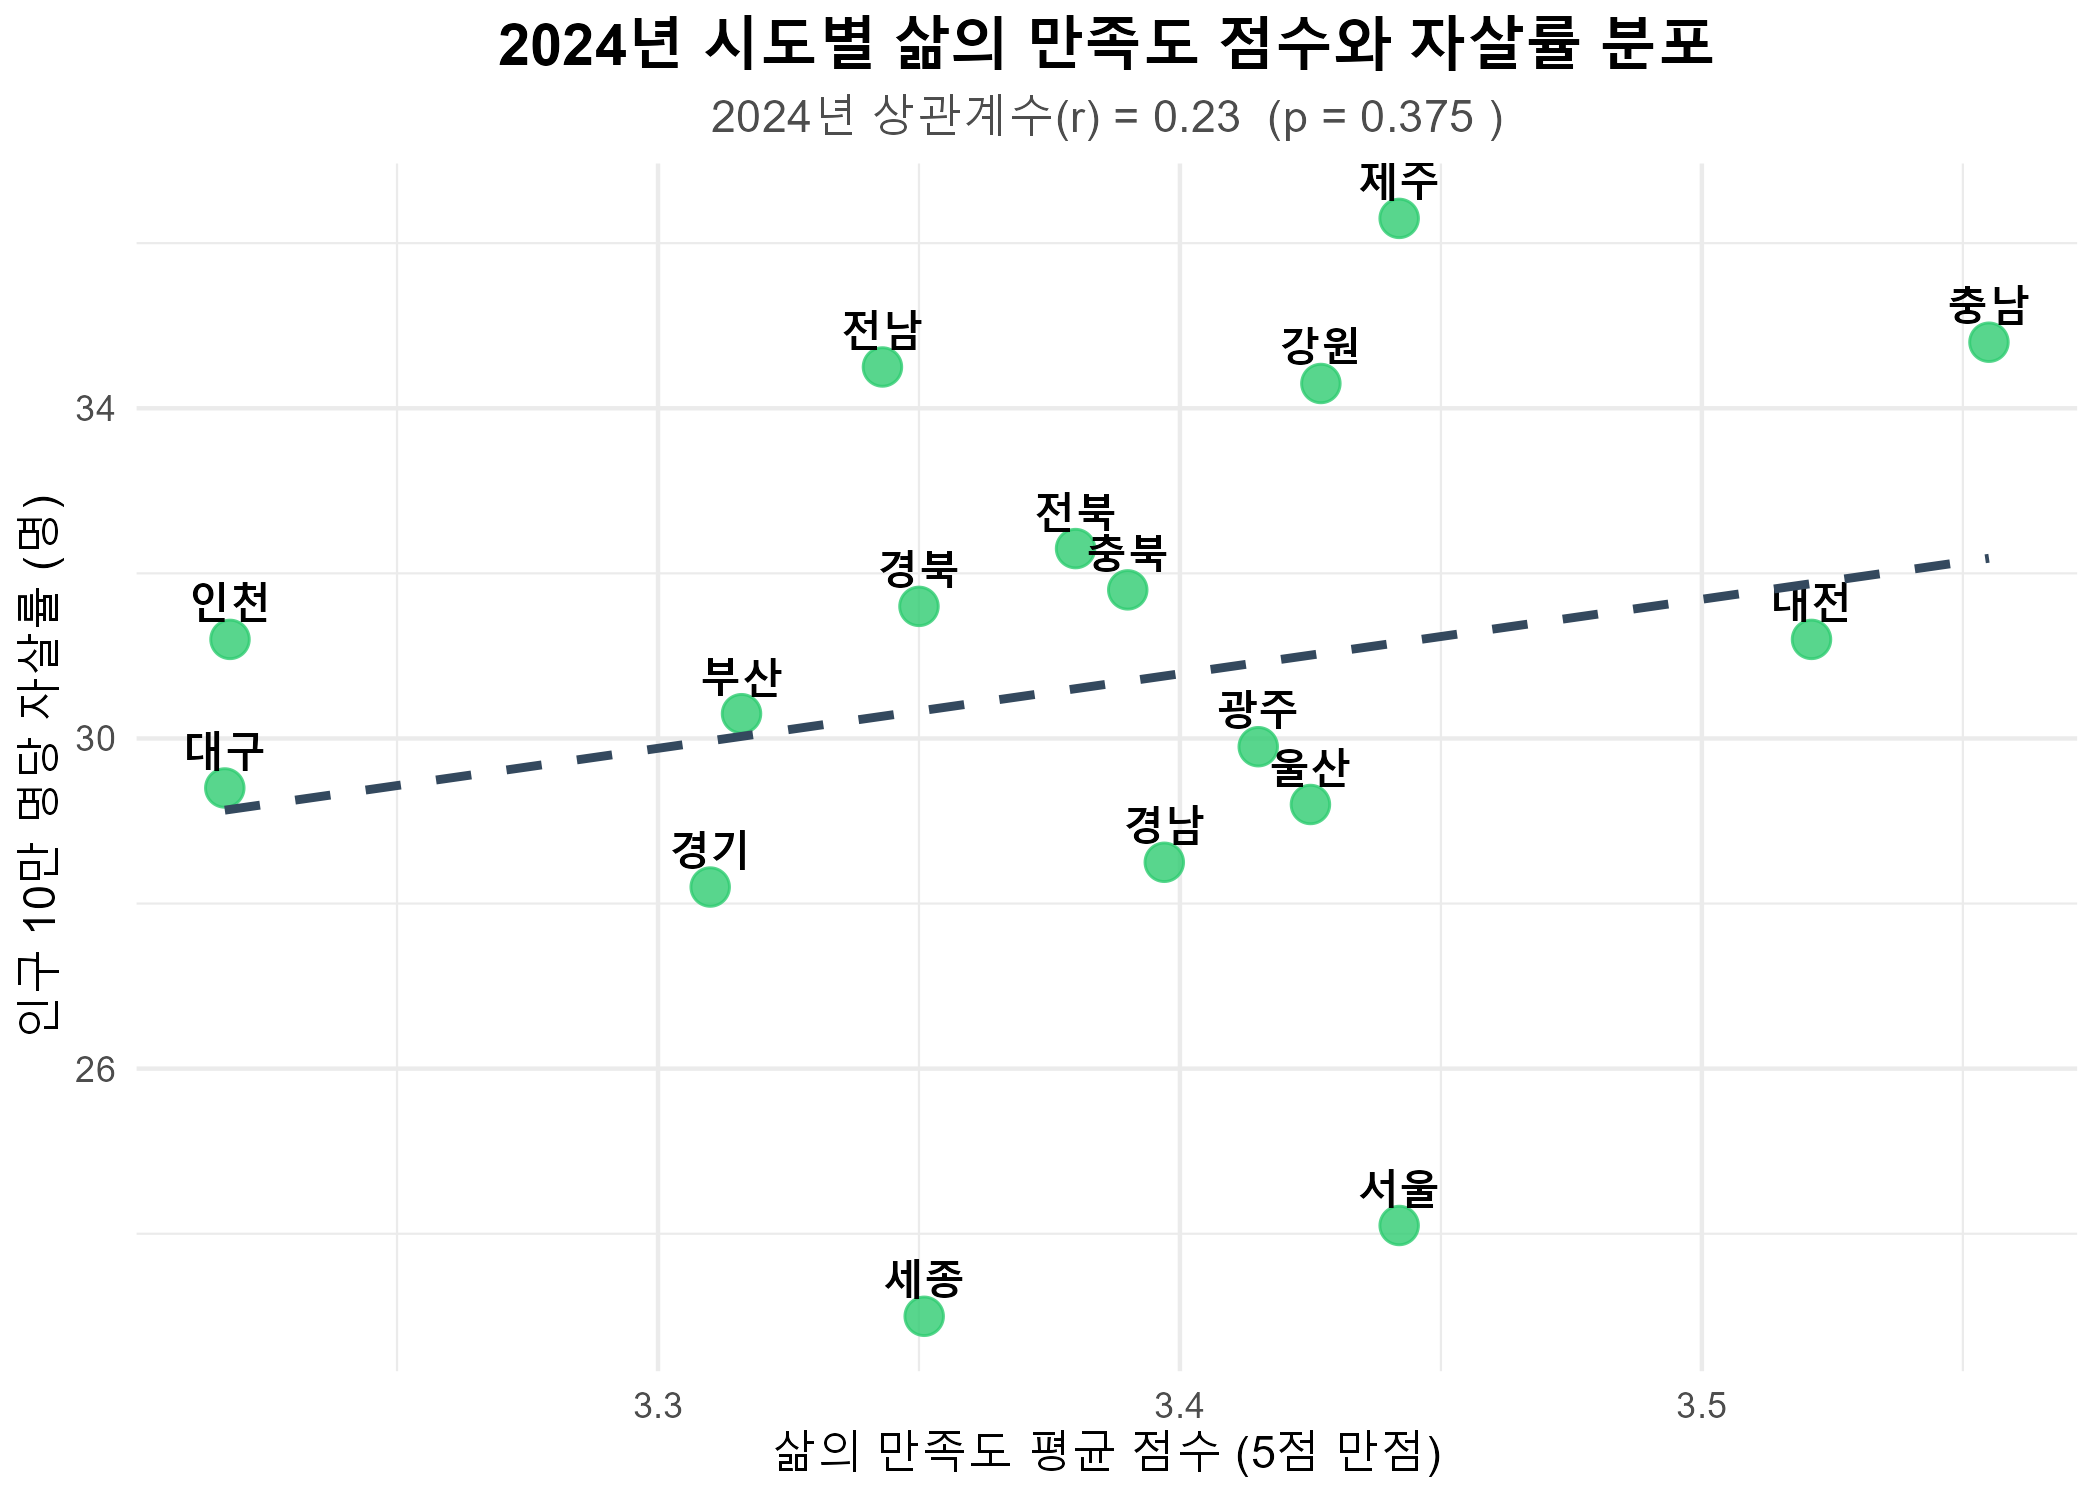 2024년 시도별 삶의 만족도 점수와 자살률 분포
2024년 상관계수(r) = 0.23 (p = 0.375 )
제주
충남
전남
강원
34
전북
충북
경북
인천
대전
부산
광주
30
대구
울산
경남
경기
26
서울
세종
인구 10만 명당 자살률 (명)
3.3
3.4
3.5
삶의 만족도 평균 점수 (5점 만점)